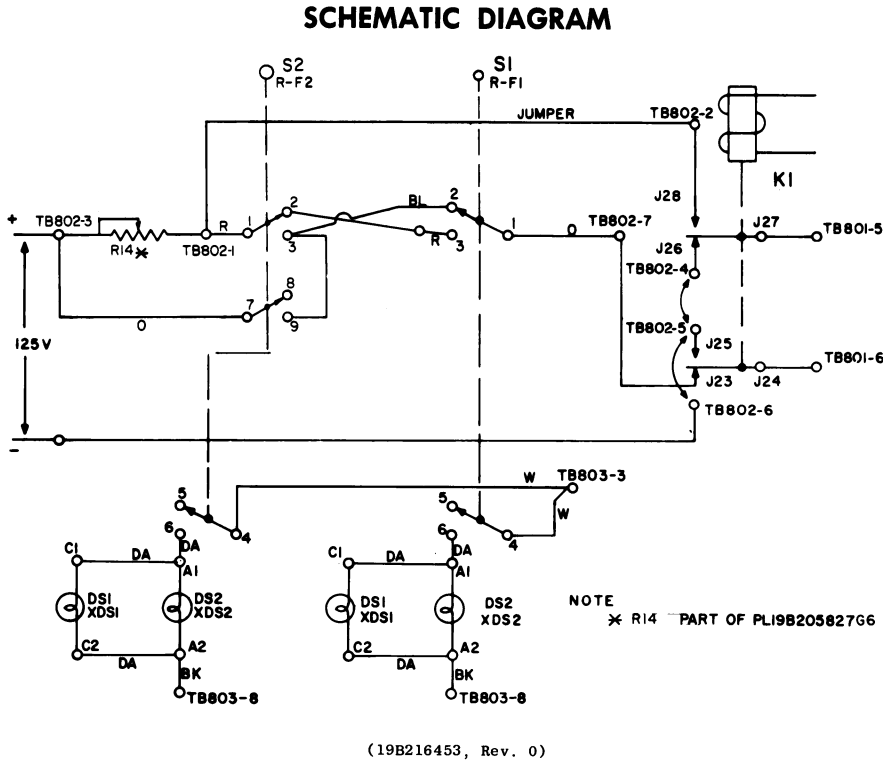 SCHEMATIC DIAGRAM
S2
R-F2
S1
R-F1
JUMPER
TB802-2
K1
J28
+
TB802-3
R14*
R
TB802-1
1
2
3
BL
2
R
3
1
O
TB802-7
J26
J27
TB801-5
TB802-4
7
8
9
O
125V
TB802-5
J25
J23
J24
TB801-6
TB802-6
-
5
6
4
W
TB803-3
W
5
6
4
C1
DA
DA
A1
DS1
XDS1
DS2
XDS2
C2
DA
A2
BK
TB803-8
C1
DA
DA
A1
DS1
XDS1
DS2
XDS2
C2
DA
A2
BK
TB803-8
NOTE
* R14 PART OF PL19B205827G6
(19B216453, Rev. 0)